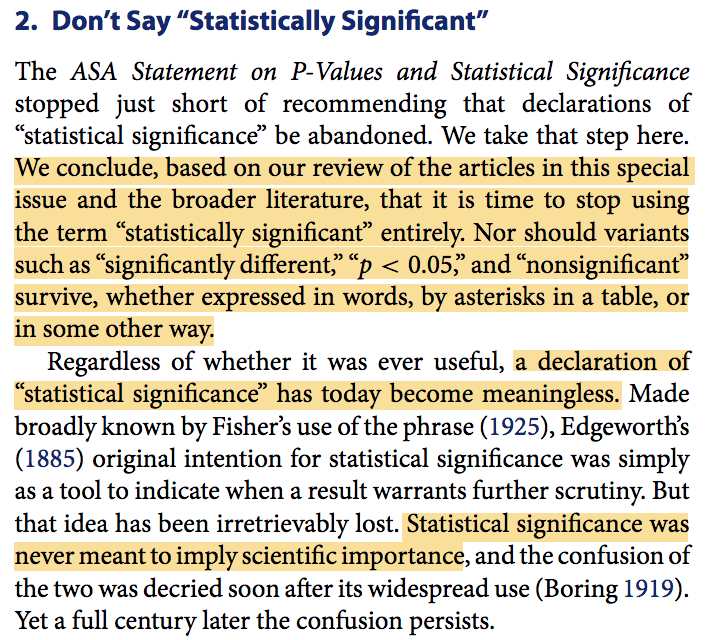 2. Don’t Say “Statistically Significant”
The ASA Statement on P-Values and Statistical Significance
stopped just short of recommending that declarations of
“statistical significance” be abandoned. We take that step here.
We conclude, based on our review of the articles in this special
issue and the broader literature, that it is time to stop using
the term “statistically significant” entirely. Nor should variants
such as “significantly different,” “p < 0.05,” and “nonsignificant”
survive, whether expressed in words, by asterisks in a table, or
in some other way.
Regardless of whether it was ever useful, a declaration of
“statistical significance” has today become meaningless. Made
broadly known by Fisher’s use of the phrase (1925), Edgeworth’s
(1885) original intention for statistical significance was simply
as a tool to indicate when a result warrants further scrutiny. But
that idea has been irretrievably lost. Statistical significance was
never meant to imply scientific importance, and the confusion of
the two was decried soon after its widespread use (Boring 1919).
Yet a full century later the confusion persists.